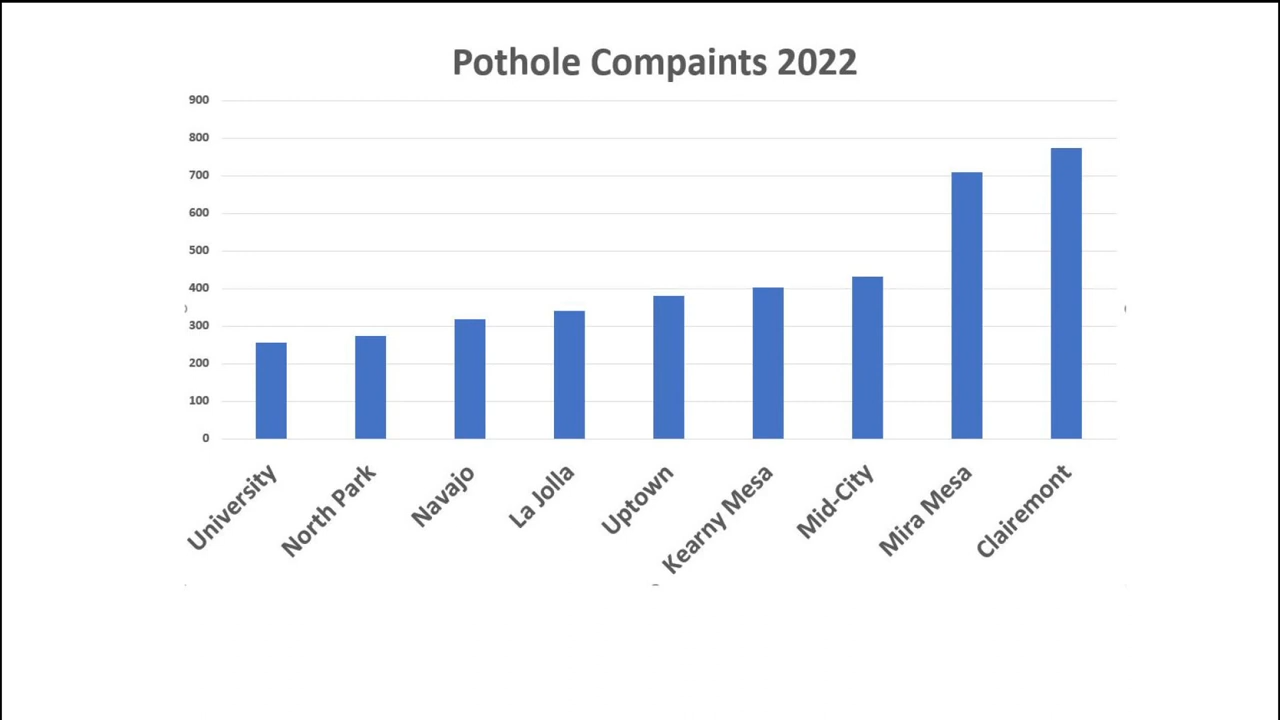 Pothole Compaints 2022
900
800
700
600
500
400
300
200
100
0
University
North Park
Navajo
La Jolla
Uptown
Kearny Mesa
Mid-City
Mira Mesa
Clairemont